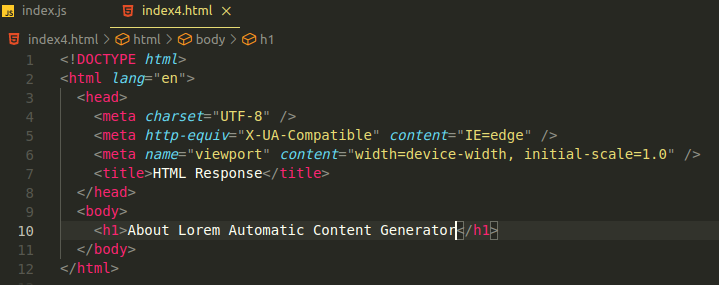 JS index.js
index4.html ×
index4.html > html > body > h1
1 <!DOCTYPE html>
2 <html lang="en">
3 <head>
4 <meta charset="UTF-8" />
5 <meta http-equiv="X-UA-Compatible" content="IE=edge" />
6 <meta name="viewport" content="width=device-width, initial-scale=1.0" />
7 <title>HTML Response</title>
8 </head>
9 <body>
10 <h1>About Lorem Automatic Content Generator</h1>
11 </body>
12 </html>